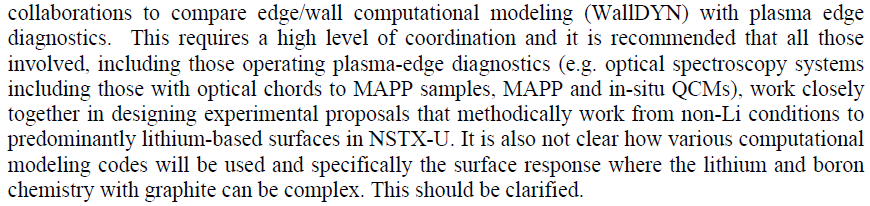 collaborations to compare edge/wall computational modeling (WallDYN) with plasma edge
diagnostics.  This requires a high level of coordination and it is recommended that all those
involved, including those operating plasma-edge diagnostics (e.g. optical spectroscopy systems
including those with optical chords to MAPP samples, MAPP and in-situ QCMs), work closely
together in designing experimental proposals that methodically work from non-Li conditions to
predominantly lithium-based surfaces in NSTX-U. It is also not clear how various computational
modeling codes will be used and specifically the surface response where the lithium and boron
chemistry with graphite can be complex. This should be clarified.